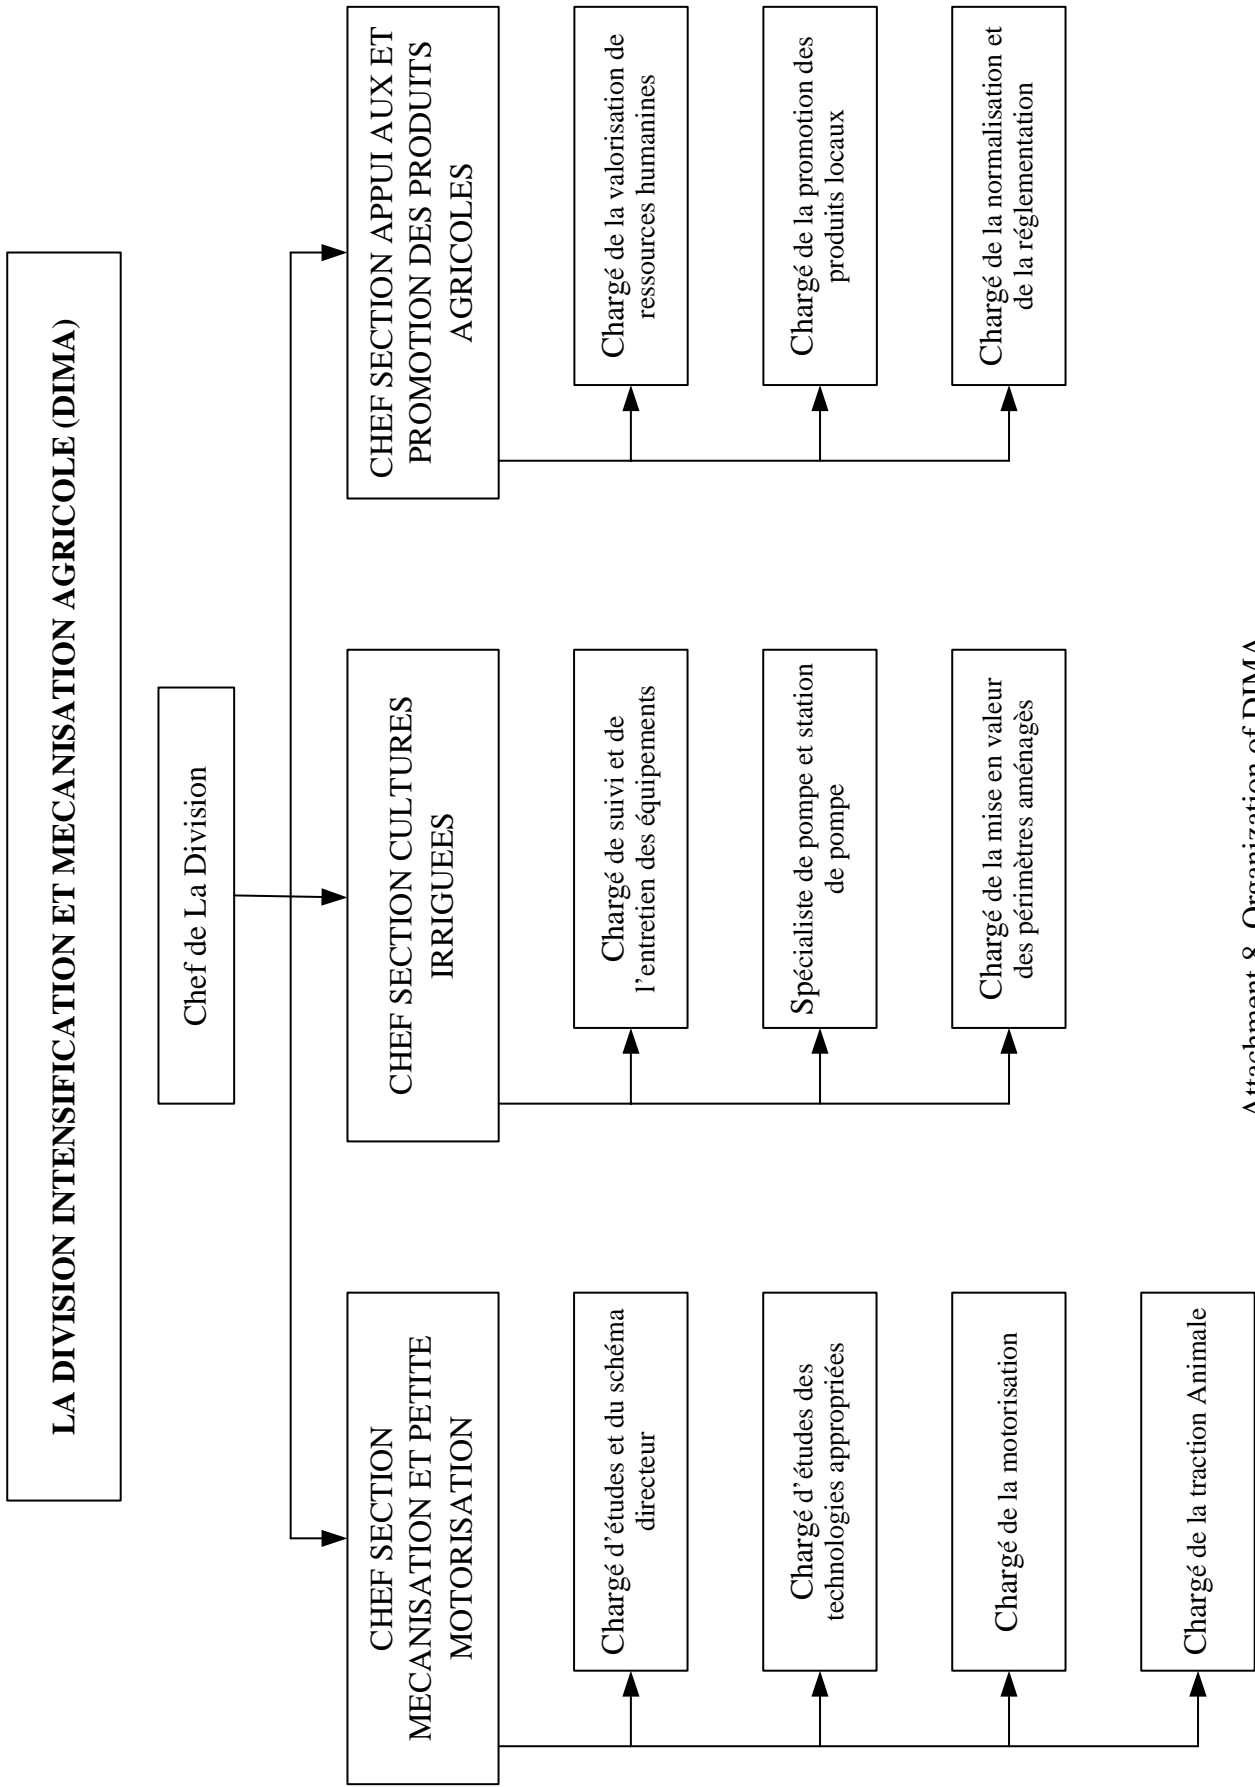 LA DIVISION INTENSIFICATION ET MECANISATION AGRICOLE (DIMA)
Chef de La Division
CHEF SECTION
MECANISATION ET PETITE
MOTORISATION
Chargé d'études et du schéma
directeur
Chargé d'études des
technologies appropriées
Chargé de la motorisation
Chargé de la traction Animale
CHEF SECTION CULTURES
IRRIGUEES
Chargé de suivi et de
l'entretien des équipements
Spécialiste de pompe et station
de pompe
Chargé de la mise en valeur
des périmètres aménagès
CHEF SECTION APPUI AUX ET
PROMOTION DES PRODUITS
AGRICOLES
Chargé de la valorisation de
ressources humanines
Chargé de la promotion des
produits locaux
Chargé de la normalisation et
de la réglementation
Attachment 8 Organization of DIMA